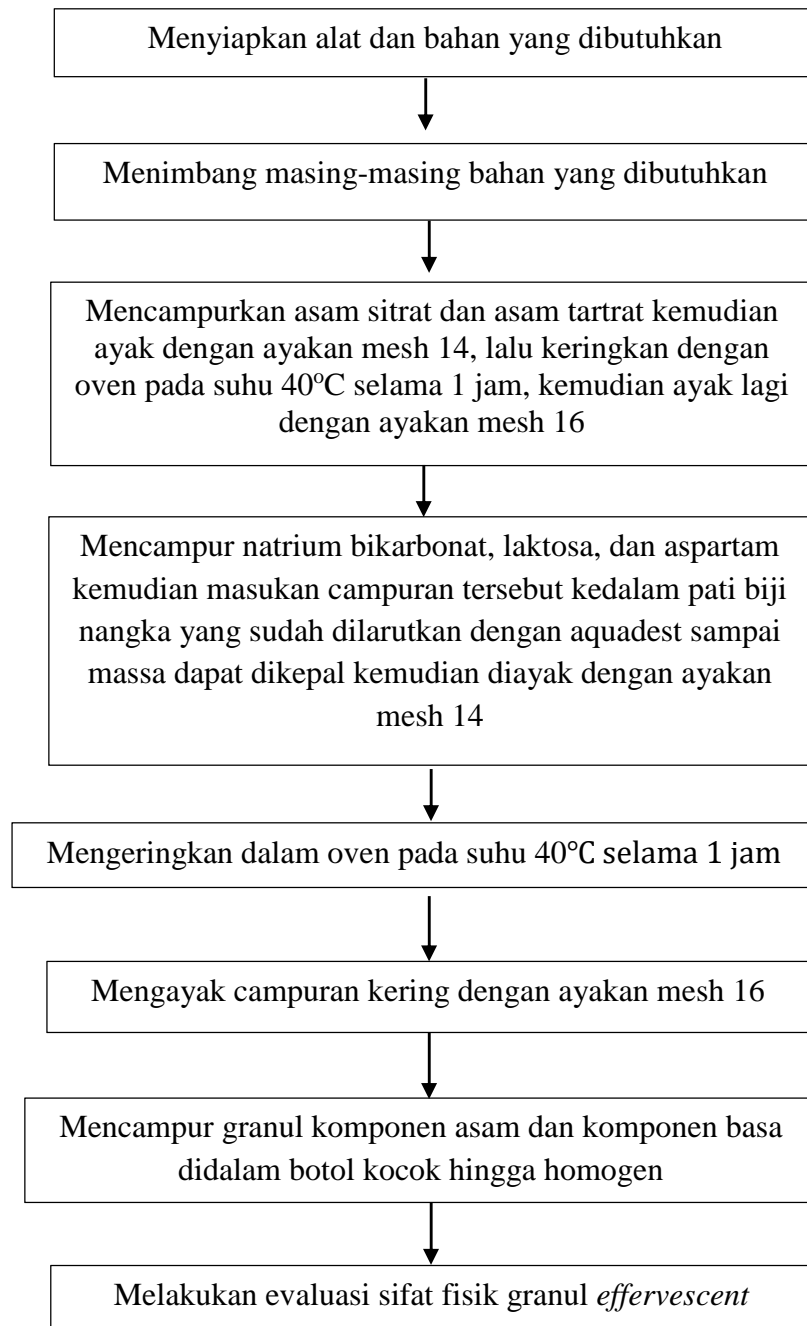 Menyiapkan alat dan bahan yang dibutuhkan
Menimbang masing-masing bahan yang dibutuhkan
Mencampurkan asam sitrat dan asam tartrat kemudian
ayak dengan ayakan mesh 14, lalu keringkan dengan
oven pada suhu 40ºC selama 1 jam, kemudian ayak lagi
dengan ayakan mesh 16
Mencampur natrium bikarbonat, laktosa, dan aspartam
kemudian masukan campuran tersebut kedalam pati biji
nangka yang sudah dilarutkan dengan aquadest sampai
massa dapat dikepal kemudian diayak dengan ayakan
mesh 14
Mengeringkan dalam oven pada suhu 40℃ selama 1 jam
Mengayak campuran kering dengan ayakan mesh 16
Mencampur granul komponen asam dan komponen basa
didalam botol kocok hingga homogen
Melakukan evaluasi sifat fisik granul effervescent